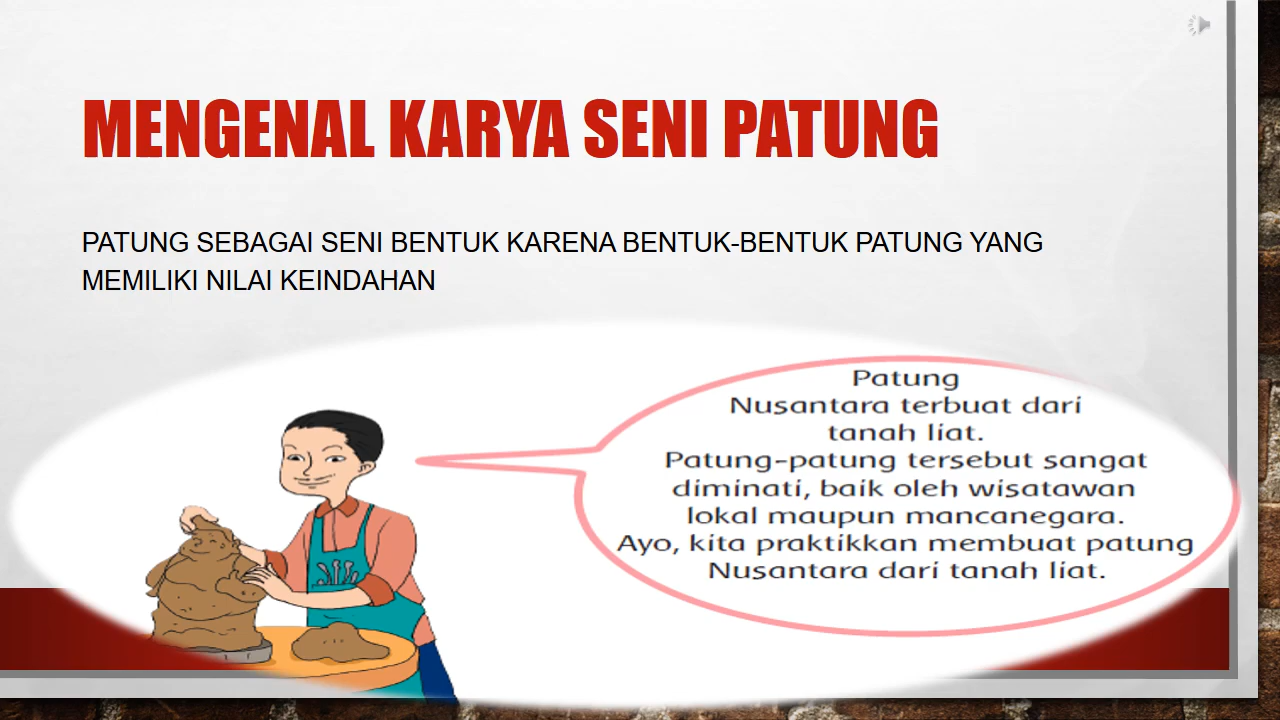 MENGENAL KARYA SENI PATUNG
PATUNG SEBAGAI SENI BENTUK KARENA BENTUK-BENTUK PATUNG YANG
MEMILIKI NILAI KEINDAHAN
Patung
Nusantara terbuat dari
tanah liat.
Patung-patung tersebut sangat
diminati, baik oleh wisatawan
lokal maupun mancanegara.
Ayo, kita praktikkan membuat patung
Nusantara dari tanah liat.